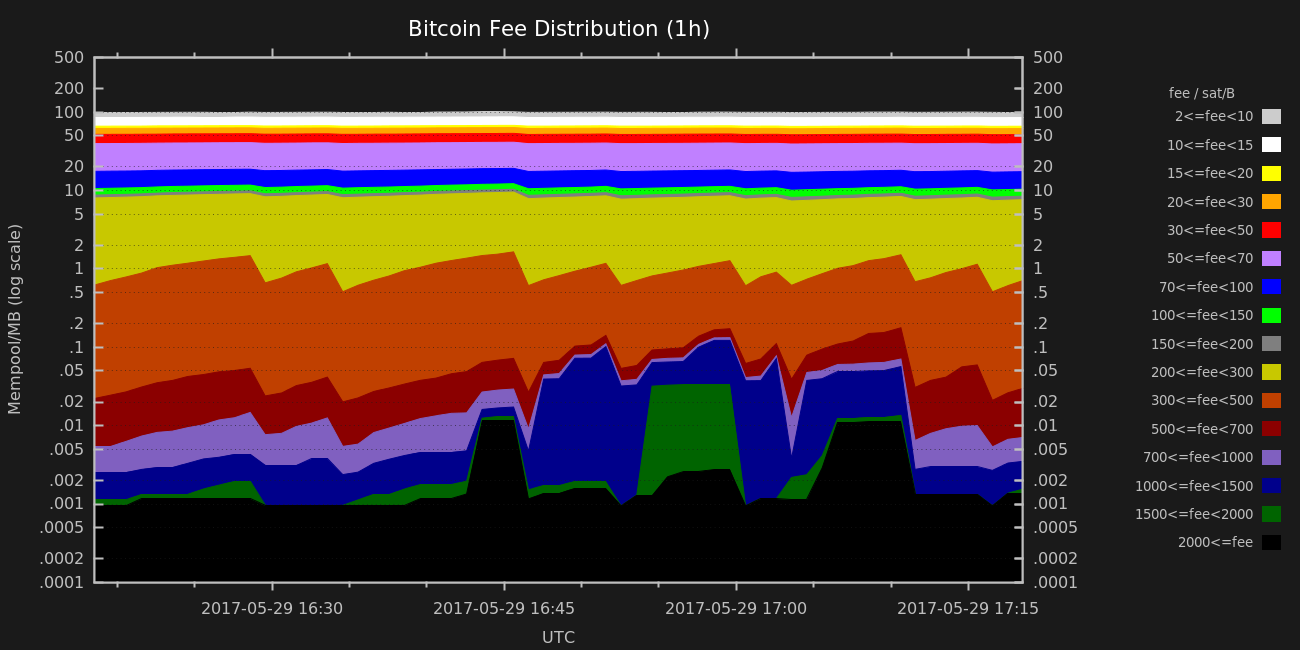 Bitcoin Fee Distribution (1h)
500 500
200 200
100 100
50 50
20 20
10 10
5 5
2 2
1 1
.5 .5
.2 .2
.1 .1
.05 .05
.02 .02
.01 .01
.005 .005
.002 .002
.001 .001
.0005 .0005
.0002 .0002
.0001 .0001
Mempool/MB (log scale)
2017-05-29 16:30 2017-05-29 16:45 2017-05-29 17:00 2017-05-29 17:15
UTC
fee / sat/B
2<=fee<10
10<=fee<15
15<=fee<20
20<=fee<30
30<=fee<50
50<=fee<70
70<=fee<100
100<=fee<150
150<=fee<200
200<=fee<300
300<=fee<500
500<=fee<700
700<=fee<1000
1000<=fee<1500
1500<=fee<2000
2000<=fee